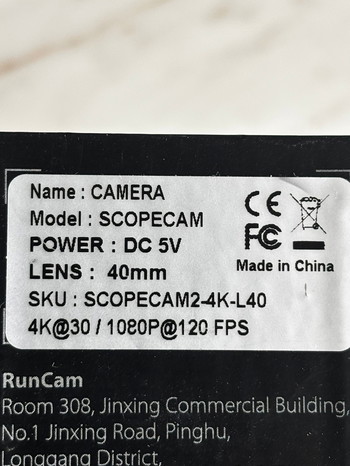 Name : CAMERA
Model : SCOPECAM
POWER : DC 5V
LENS : 40mm
CE
FC
Made in China
SKU : SCOPECAM2-4K-L40
4K@30 / 1080P@120 FPS
RunCam
Room 308, Jinxing Commercial Building,
No.1 Jinxing Road, Pinghu,
Longgang District,